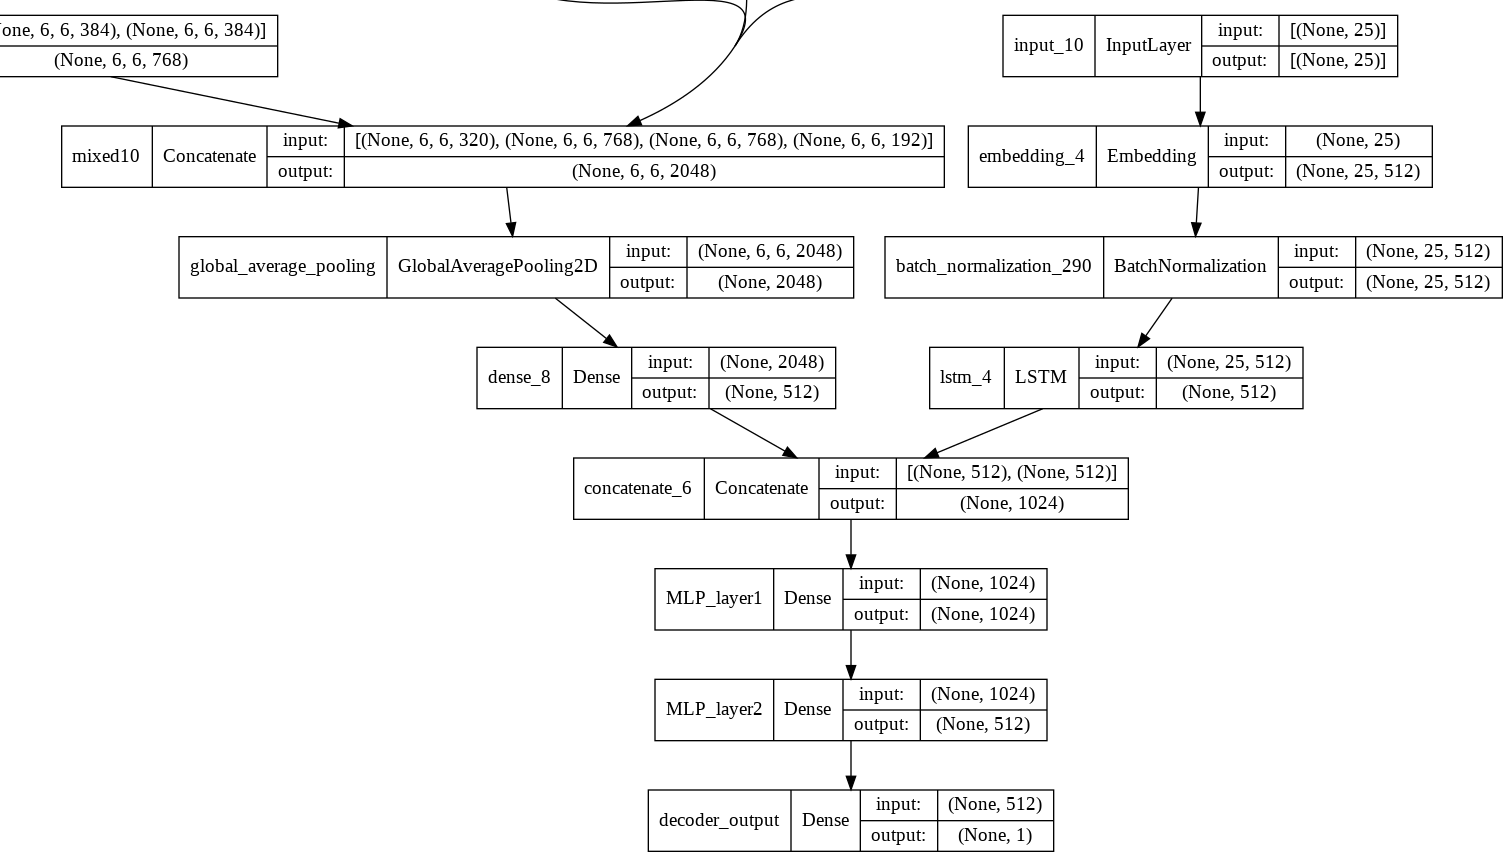 one, 6, 6, 384), (None, 6, 6, 384)]
(None, 6, 6, 768)
input_10 InputLayer input: [(None, 25)]
output: [(None, 25)]
mixed10 Concatenate input: [(None, 6, 6, 320), (None, 6, 6, 768), (None, 6, 6, 768), (None, 6, 6, 192)]
output: (None, 6, 6, 2048)
embedding_4 Embedding input: (None, 25)
output: (None, 25, 512)
global_average_pooling GlobalAveragePooling2D input: (None, 6, 6, 2048)
output: (None, 2048)
batch_normalization_290 BatchNormalization input: (None, 25, 512)
output: (None, 25, 512)
dense_8 Dense input: (None, 2048)
output: (None, 512)
lstm_4 LSTM input: (None, 25, 512)
output: (None, 512)
concatenate_6 Concatenate input: [(None, 512), (None, 512)]
output: (None, 1024)
MLP_layer1 Dense input: (None, 1024)
output: (None, 1024)
MLP_layer2 Dense input: (None, 1024)
output: (None, 512)
decoder_output Dense input: (None, 512)
output: (None, 1)